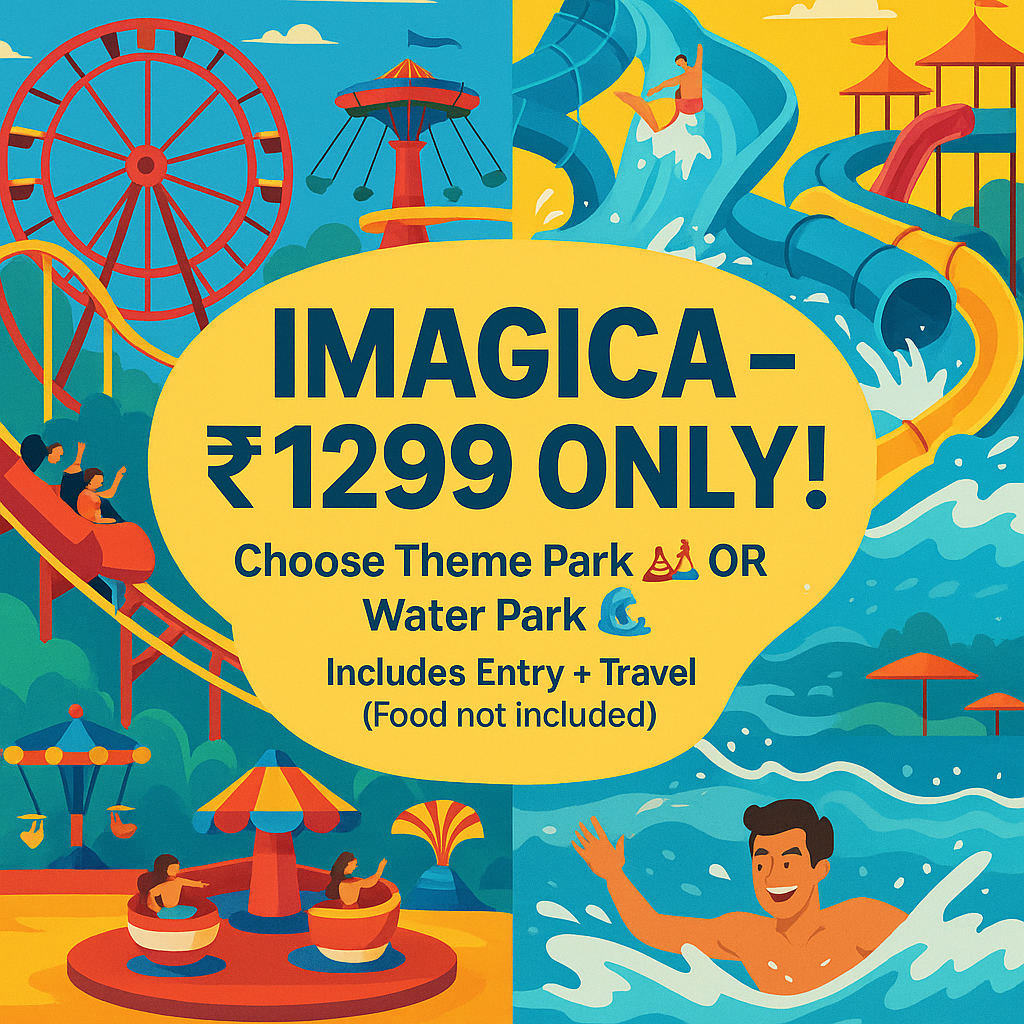 IMAGICA –
₹1299 ONLY!
Choose Theme Park OR
Water Park 🌊
Includes Entry + Travel
(Food not included)